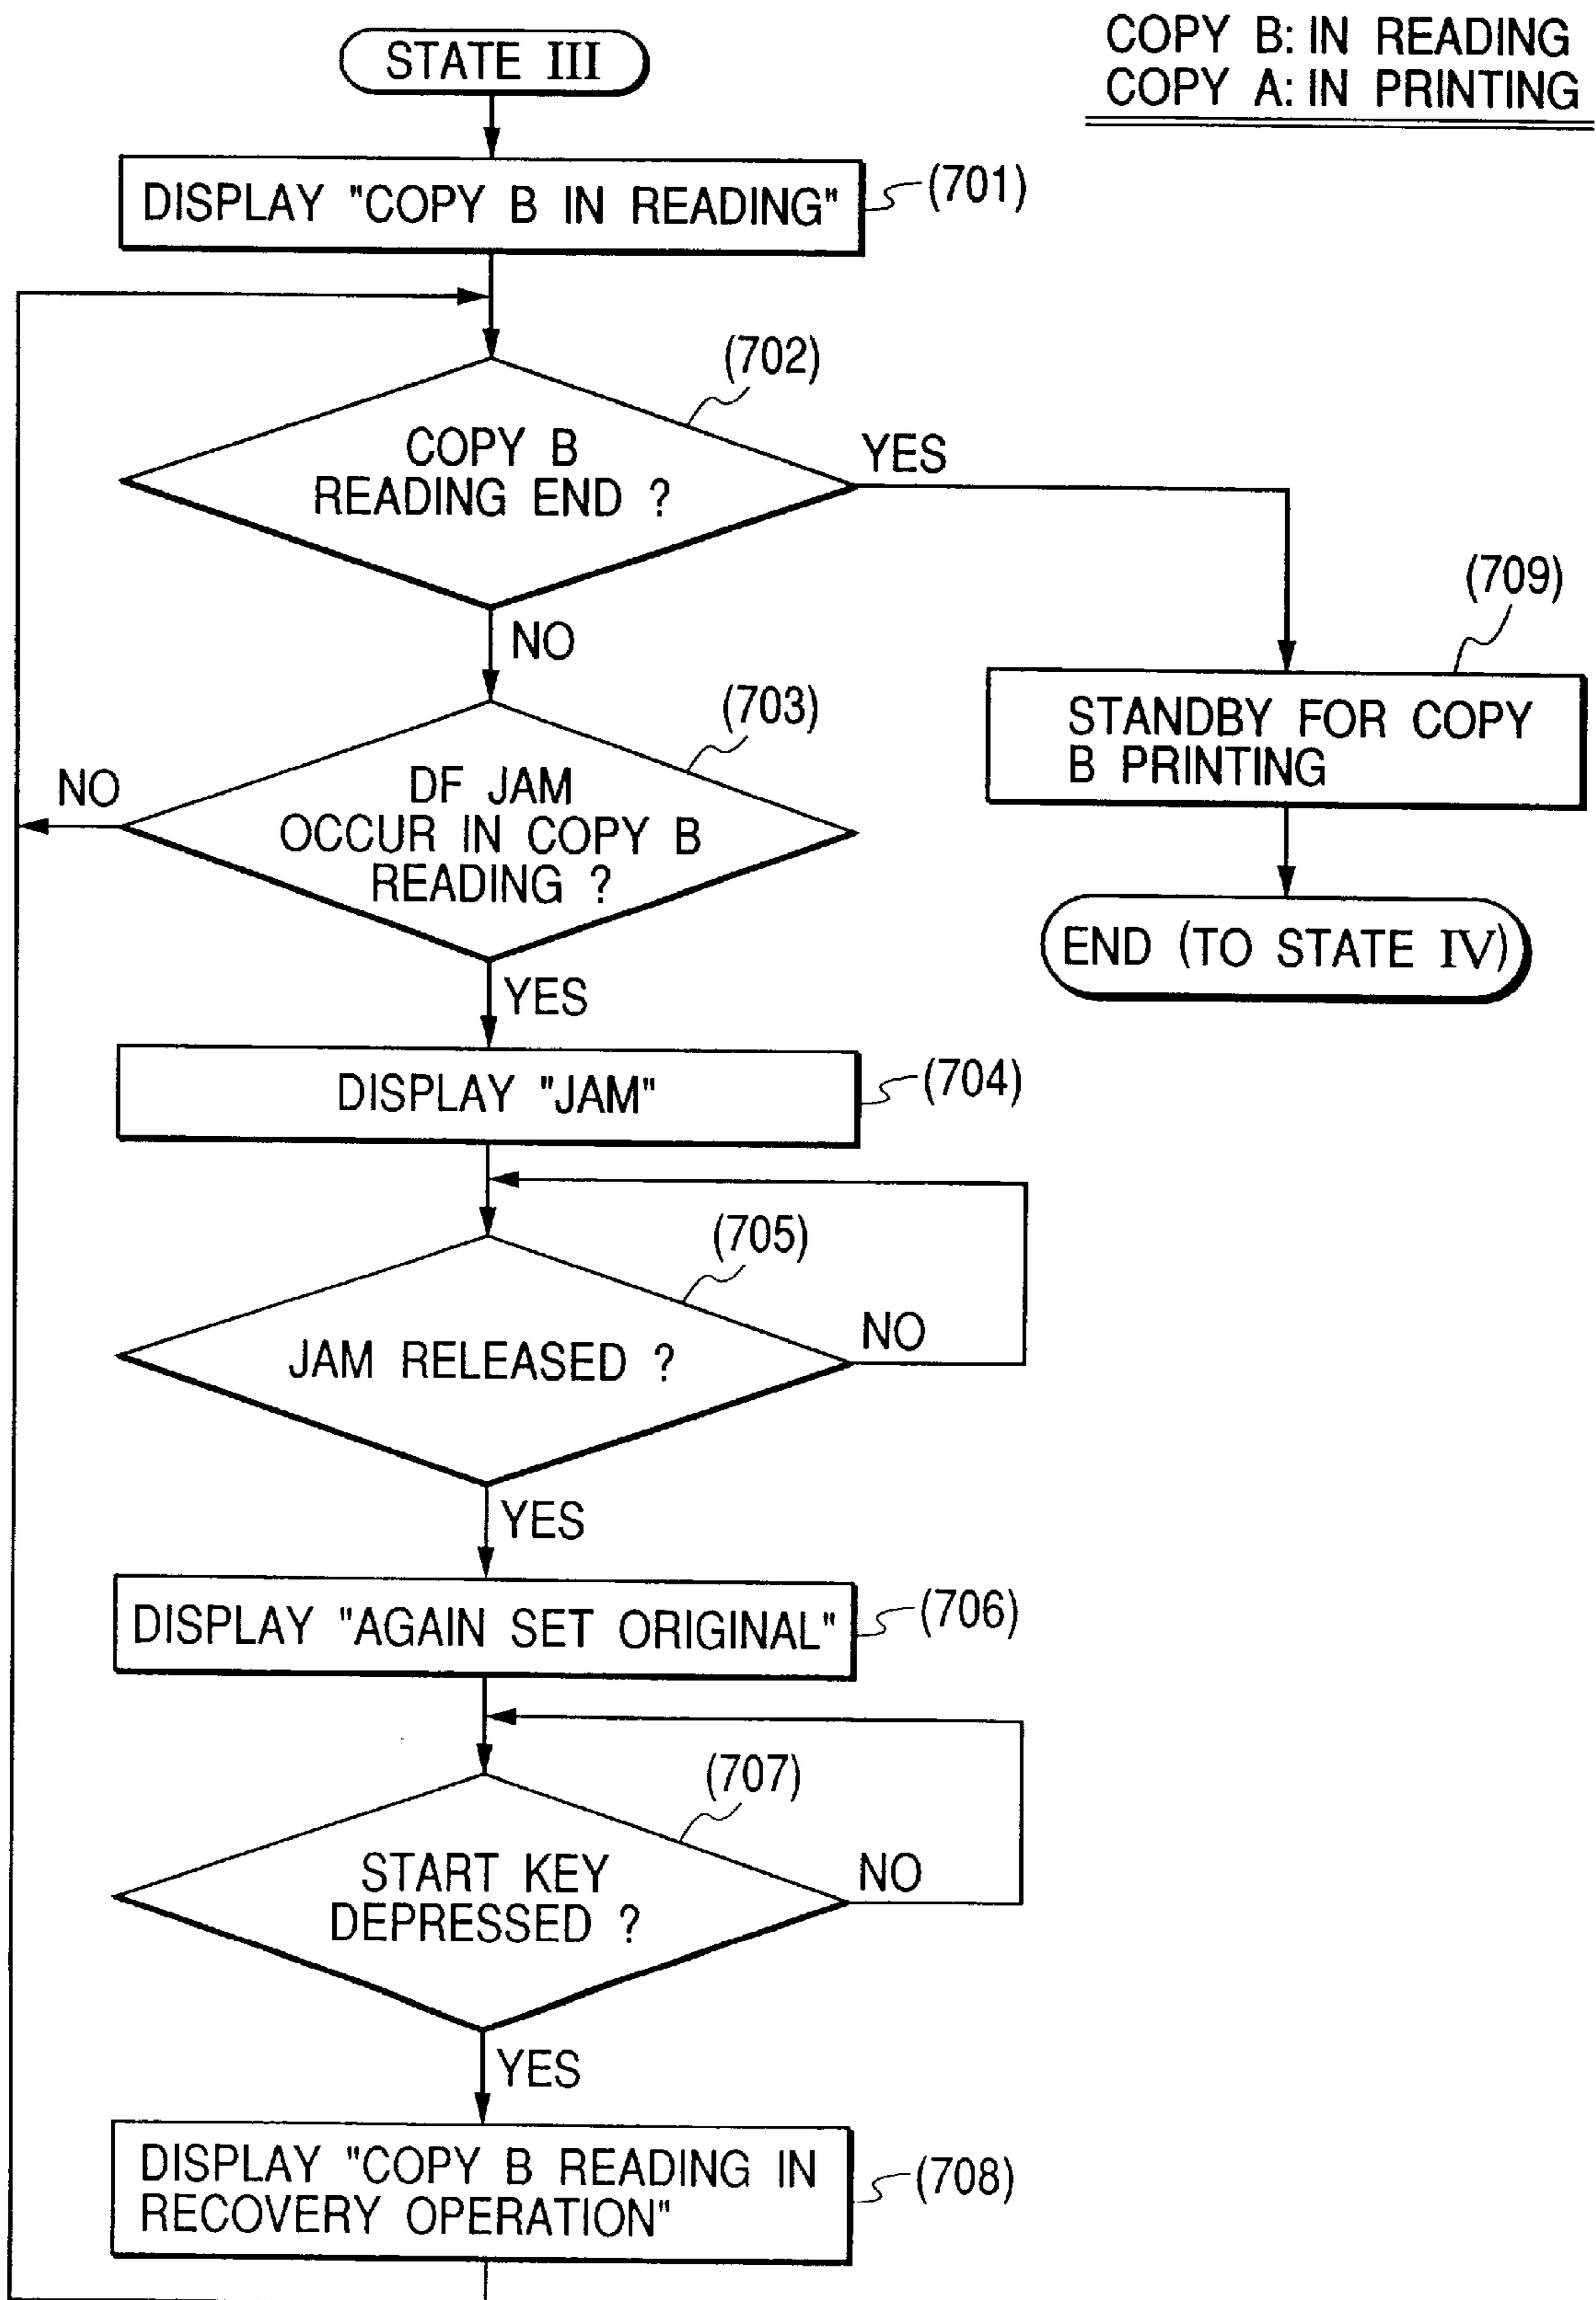 COPY B: IN READING
COPY A: IN PRINTING
STATE III
DISPLAY "COPY B IN READING"
(701)
(702)
COPY B
READING END ?
YES
NO
(709)
STANDBY FOR COPY
B PRINTING
END (TO STATE IV)
(703)
DF JAM
OCCUR IN COPY B
READING ?
NO
YES
DISPLAY "JAM"
(704)
(705)
JAM RELEASED ?
NO
YES
DISPLAY "AGAIN SET ORIGINAL"
(706)
(707)
START KEY
DEPRESSED ?
NO
YES
DISPLAY "COPY B READING IN
RECOVERY OPERATION"
(708)